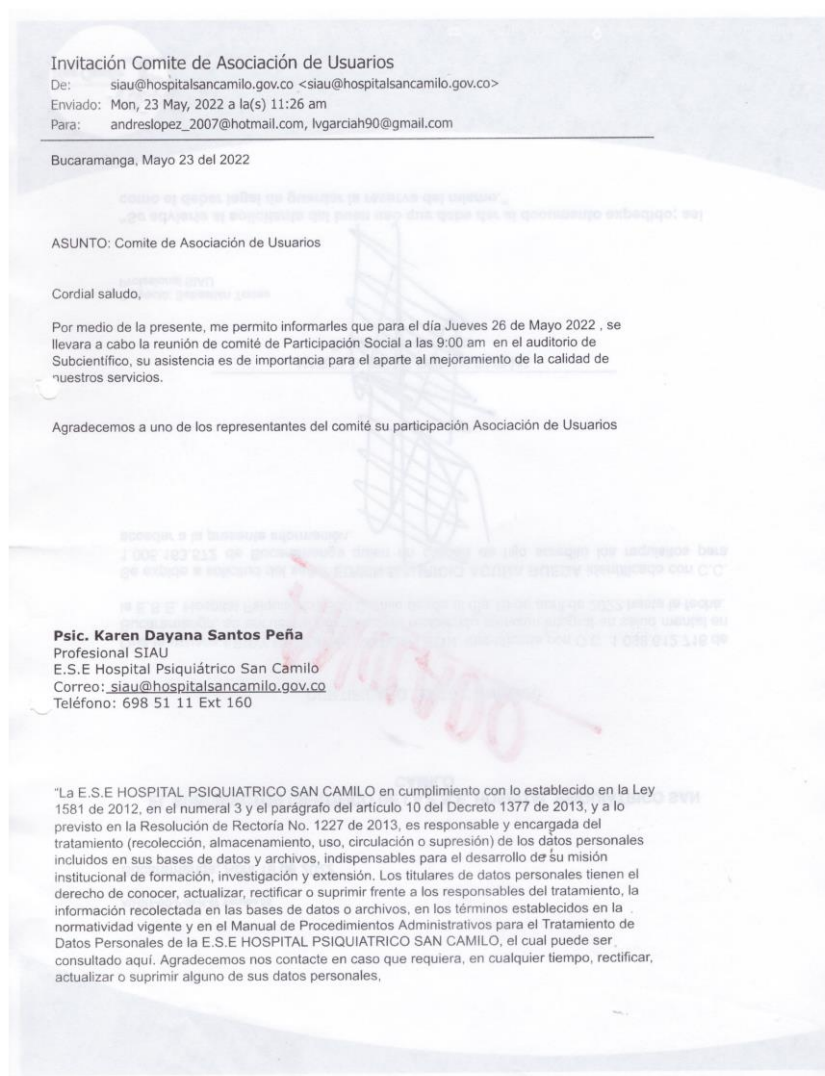 Invitación Comite de Asociación de Usuarios
De: siau@hospitalsancamilo.gov.co <siau@hospitalsancamilo.gov.co>
Enviado: Mon, 23 May, 2022 a la(s) 11:26 am
Para: andreslopez_2007@hotmail.com, lvgarciah90@gmail.com
Bucaramanga, Mayo 23 del 2022
ASUNTO: Comite de Asociación de Usuarios
Cordial saludo,
Por medio de la presente, me permito informarles que para el día Jueves 26 de Mayo 2022 , se
llevara a cabo la reunión de comité de Participación Social a las 9:00 am en el auditorio de
Subcientífico, su asistencia es de importancia para el aparte al mejoramiento de la calidad de
nuestros servicios.
Agradecemos a uno de los representantes del comité su participación Asociación de Usuarios
Psic. Karen Dayana Santos Peña
Profesional SIAU
E.S.E Hospital Psiquiátrico San Camilo
Correo: siau@hospitalsancamilo.gov.co
Teléfono: 698 51 11 Ext 160
"La E.S.E HOSPITAL PSIQUIATRICO SAN CAMILO en cumplimiento con lo establecido en la Ley
1581 de 2012, en el numeral 3 y el parágrafo del artículo 10 del Decreto 1377 de 2013, y a lo
previsto en la Resolución de Rectoría No. 1227 de 2013, es responsable y encargada del
tratamiento (recolección, almacenamiento, uso, circulación o supresión) de los datos personales
incluidos en sus bases de datos y archivos, indispensables para el desarrollo de su misión
institucional de formación, investigación y extensión. Los titulares de datos personales tienen el
derecho de conocer, actualizar, rectificar o suprimir frente a los responsables del tratamiento, la
información recolectada en las bases de datos o archivos, en los términos establecidos en la
normatividad vigente y en el Manual de Procedimientos Administrativos para el Tratamiento de
Datos Personales de la E.S.E HOSPITAL PSIQUIATRICO SAN CAMILO, el cual puede ser
consultado aquí. Agradecemos nos contacte en caso que requiera, en cualquier tiempo, rectificar,
actualizar o suprimir alguno de sus datos personales,